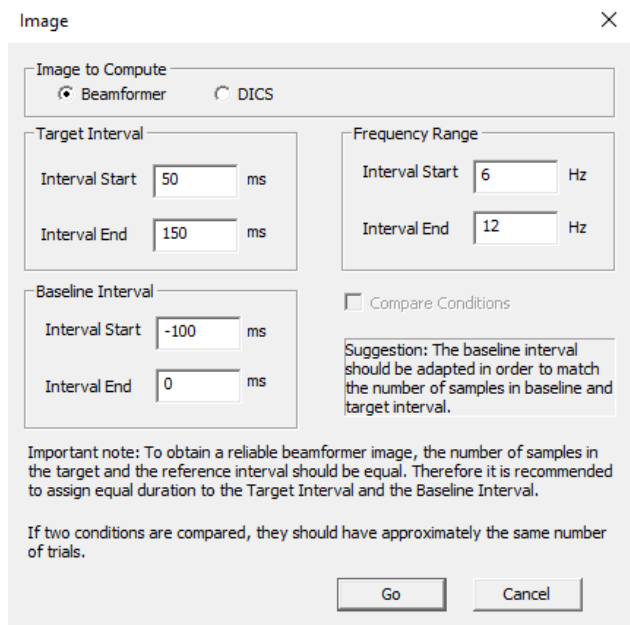 Image
Image to Compute
Beamformer DICS
Target Interval
Interval Start 50 ms
Interval End 150 ms
Frequency Range
Interval Start 6 Hz
Interval End 12 Hz
Baseline Interval
Interval Start -100 ms
Interval End 0 ms
Compare Conditions
Suggestion: The baseline interval
should be adapted in order to match
the number of samples in baseline and
target interval.
Important note: To obtain a reliable beamformer image, the number of samples in
the target and the reference interval should be equal. Therefore it is recommended
to assign equal duration to the Target Interval and the Baseline Interval.
If two conditions are compared, they should have approximately the same number
of trials.
Go Cancel